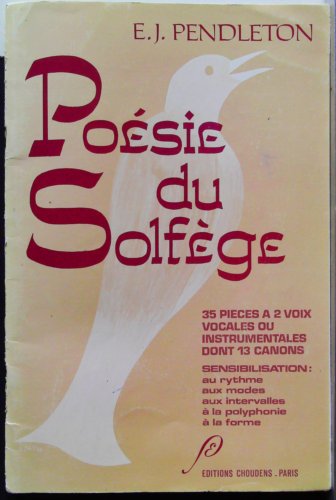 E.J. PENDLETON
Poésie
du
Solfège
35 PIECES A 2 VOIX
VOCALES OU
INSTRUMENTALES
DONT 13 CANONS
SENSIBILISATION:
au rythme
aux modes
aux intervalles
à la polyphonie
à la forme
EDITIONS CHOUDENS - PARIS